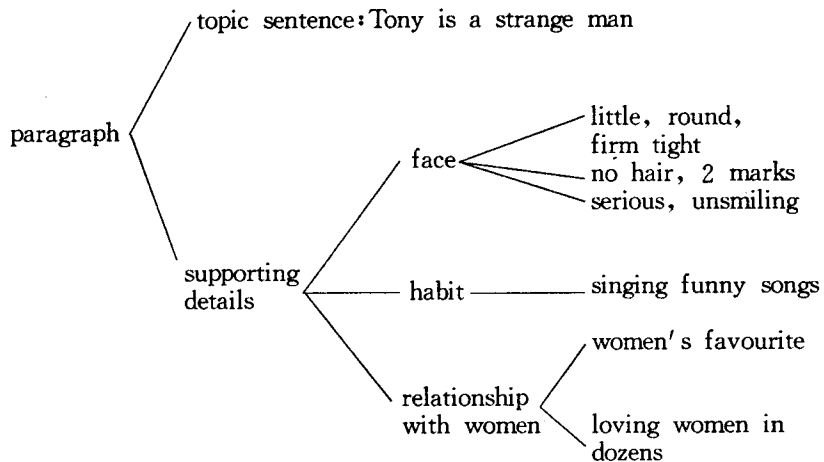 topic sentence: Tony is a strange man
paragraph
little, round,
firm tight
face
no hair, 2 marks
serious, unsmiling
supporting
details
habit
singing funny songs
women's favourite
relationship
with women
loving women in
dozens